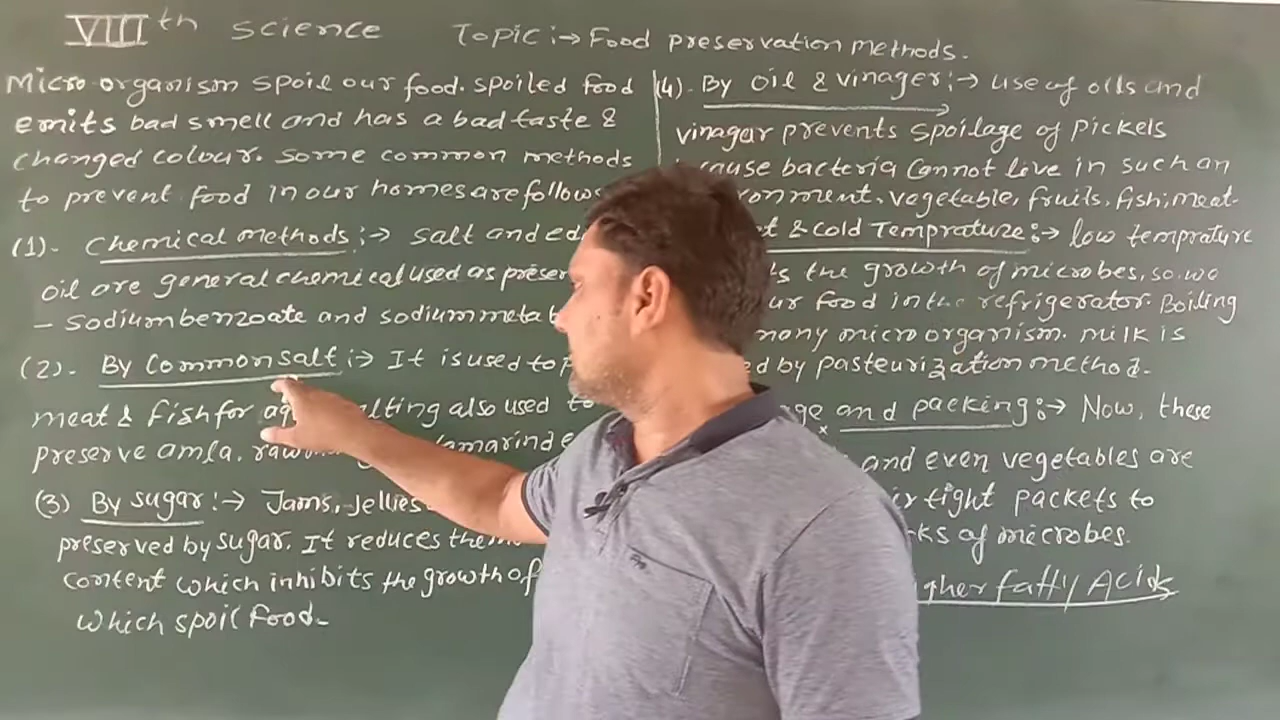 VIIIth science Topic :→ Food preservation methods.
Micro organism spoil our food. spoiled food
emits bad smell and has a bad taste &
changed colour. Some common methods
to prevent food in our homes are follows
(1)- Chemical methods :→ salt and ed
oil are general chemical used as preser
- sodium benzoate and sodium metab
(2)- By Common salt :→ It is used to p
meat & fish for ag lting also used to
preserve amla, raw tamarind e
(3) By sugar :→ Jams, Jellies
preserved by sugar. It reduces the
content which inhibits the growth of
which spoil food-
(4)- By oil & vinager :→ use of oils and
vinagar prevents spoilage of Pickels
cause bacteria cannot live in such an
ronment. vegetable, fruits, fish, meat-
t & cold Temprature :→ low temprature
s the growth of microbes, so we
ur food in the refrigerator. Boiling
many micro organism. milk is
ed by pasteurization method-
ge and packing :→ Now, these
and even vegetables are
ir tight packets to
ks of microbes.
igher fatty Acids